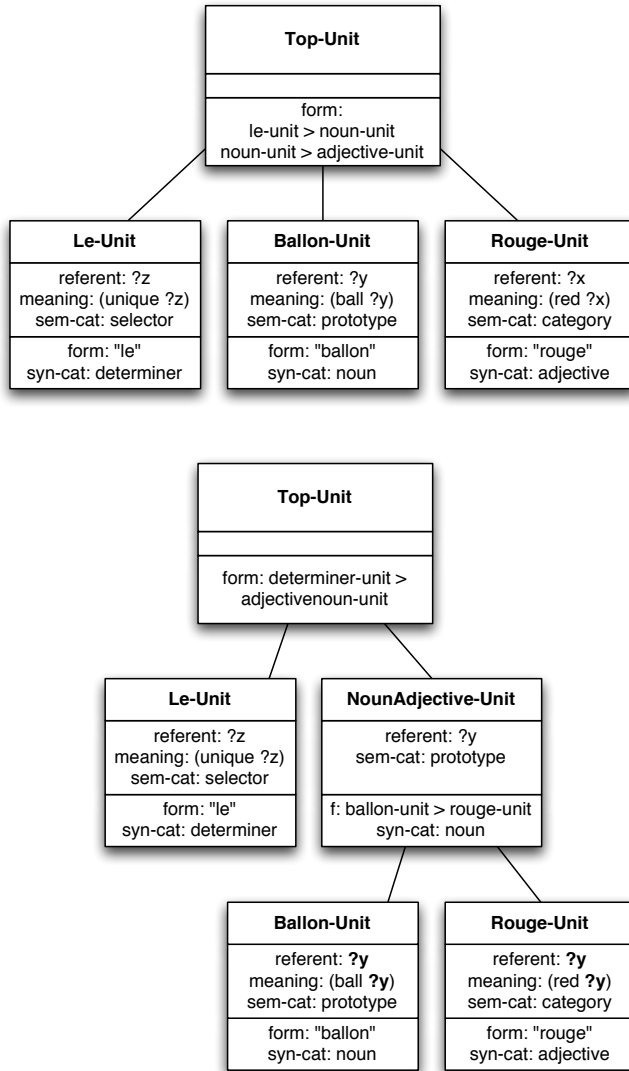 Top-Unit
form:
le-unit > noun-unit
noun-unit > adjective-unit
Le-Unit
referent: ?z
meaning: (unique ?z)
sem-cat: selector
form: "le"
syn-cat: determiner
Ballon-Unit
referent: ?y
meaning: (ball ?y)
sem-cat: prototype
form: "ballon"
syn-cat: noun
Rouge-Unit
referent: ?x
meaning: (red ?x)
sem-cat: category
form: "rouge"
syn-cat: adjective
Top-Unit
form: determiner-unit >
adjectivenoun-unit
Le-Unit
referent: ?z
meaning: (unique ?z)
sem-cat: selector
form: "le"
syn-cat: determiner
NounAdjective-Unit
referent: ?y
sem-cat: prototype
f: ballon-unit > rouge-unit
syn-cat: noun
Ballon-Unit
referent: ?y
meaning: (ball ?y)
sem-cat: prototype
form: "ballon"
syn-cat: noun
Rouge-Unit
referent: ?y
meaning: (red ?y)
sem-cat: category
form: "rouge"
syn-cat: adjective